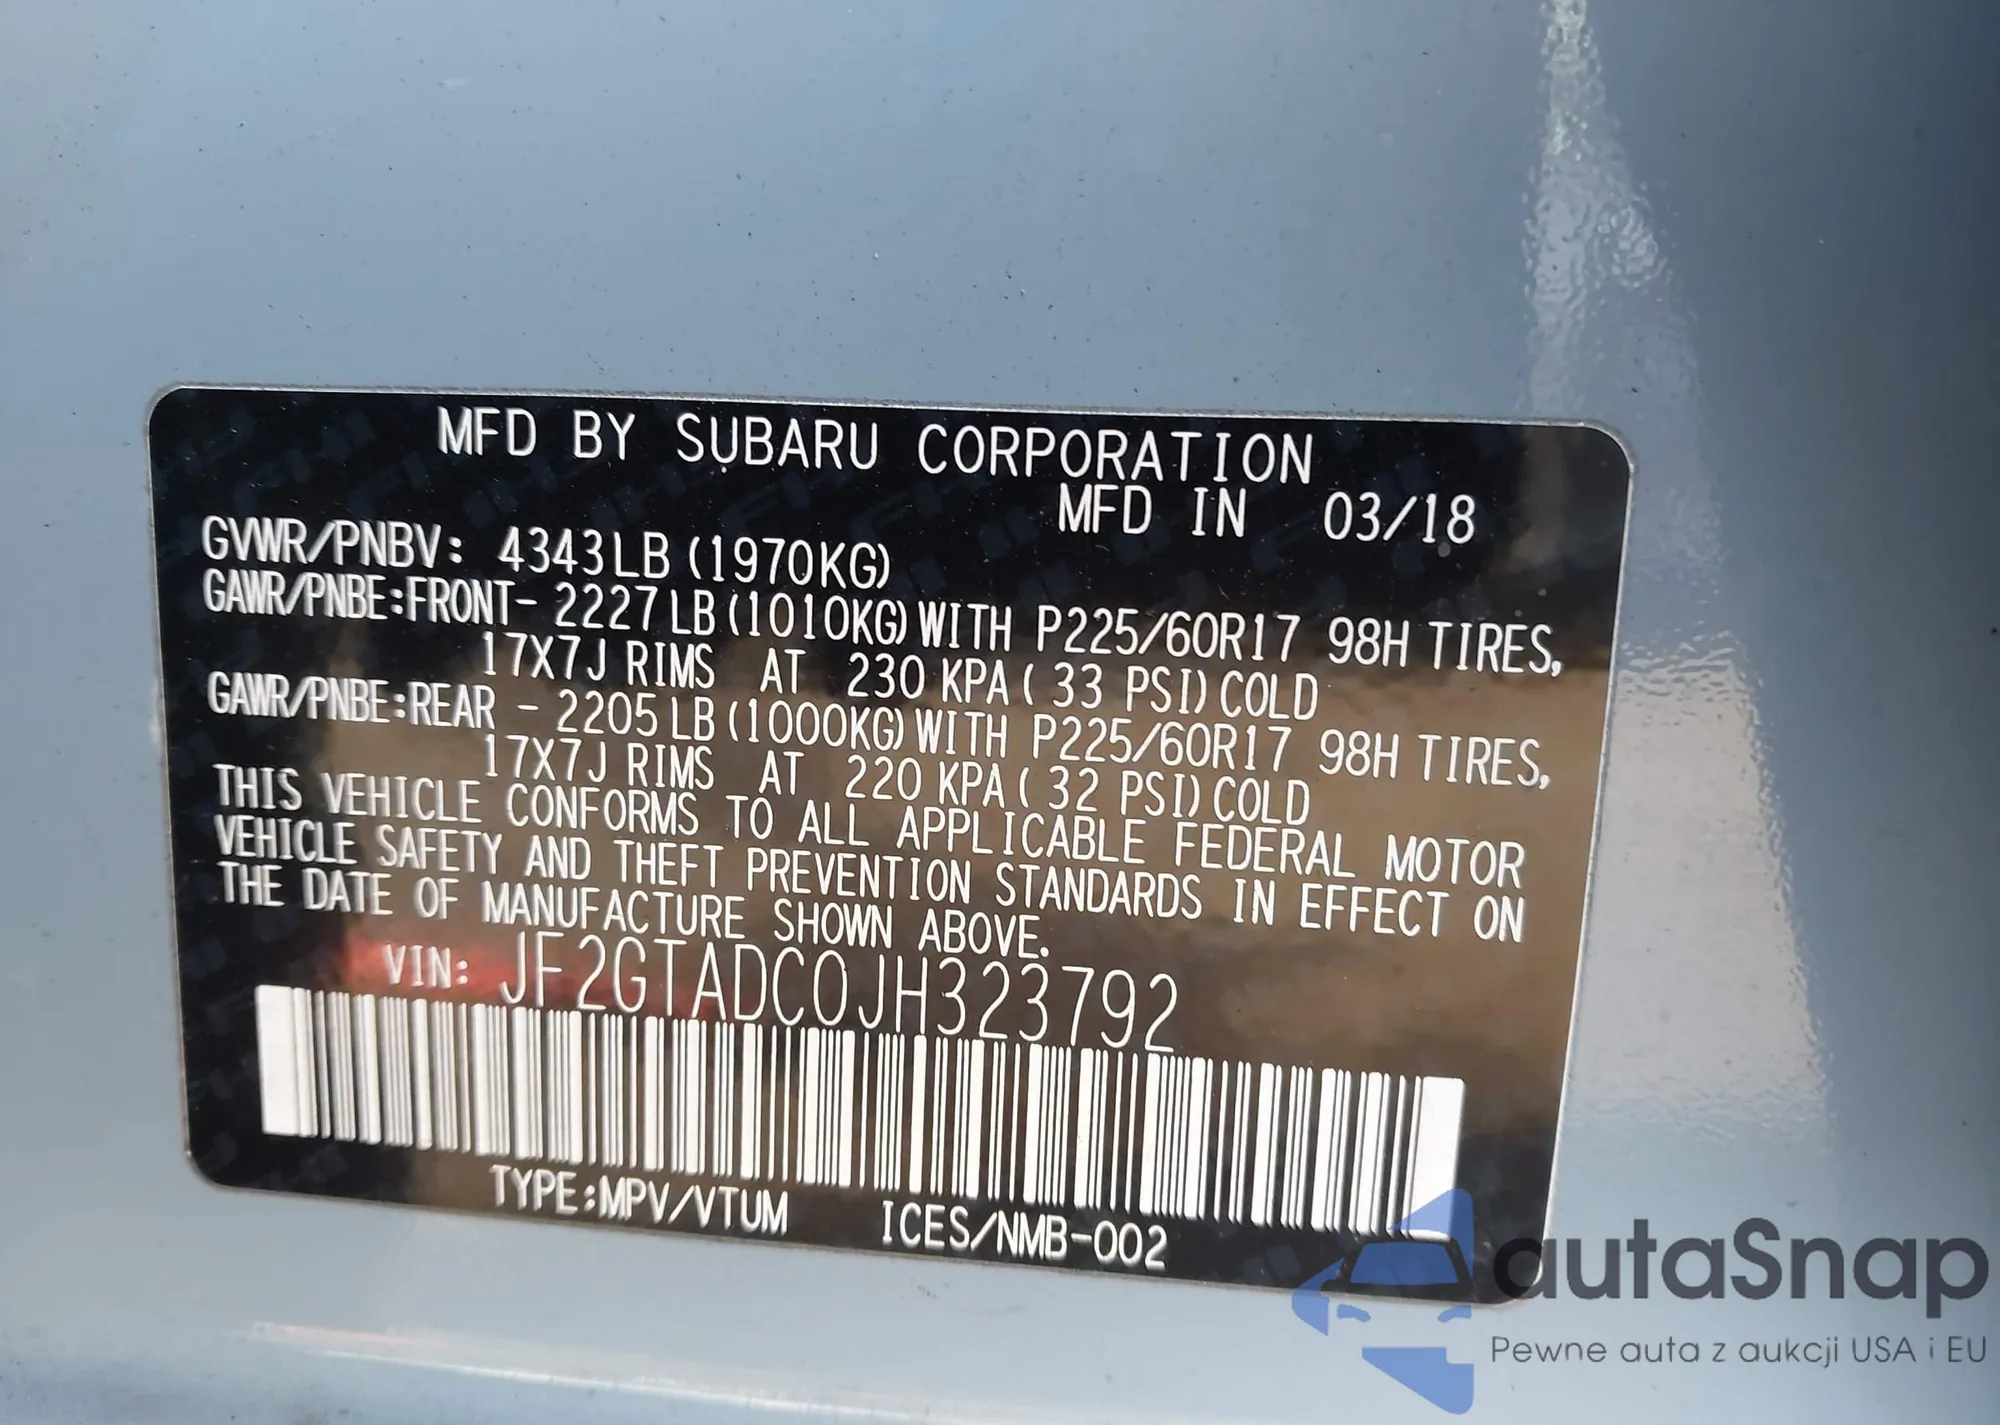 MFD BY SUBARU CORPORATION
MFD IN 03/18
GVWR/PNBV: 4343LB (1970KG)
GAWR/PNBE:FRONT- 2227LB (1010KG) WITH P225/60R17 98H TIRES,
17X7J RIMS AT 230 KPA ( 33 PSI) COLD
GAWR/PNBE:REAR - 2205LB (1000KG) WITH P225/60R17 98H TIRES,
17X7J RIMS AT 220 KPA ( 32 PSI) COLD
THIS VEHICLE CONFORMS TO ALL APPLICABLE FEDERAL MOTOR
VEHICLE SAFETY AND THEFT PREVENTION STANDARDS IN EFFECT ON
THE DATE OF MANUFACTURE SHOWN ABOVE.
VIN: JF2GTADC0JH323792
TYPE:MPV/VTUM ICES/NMB-002
autaSnap
Pewne auta z aukcji USA i EU